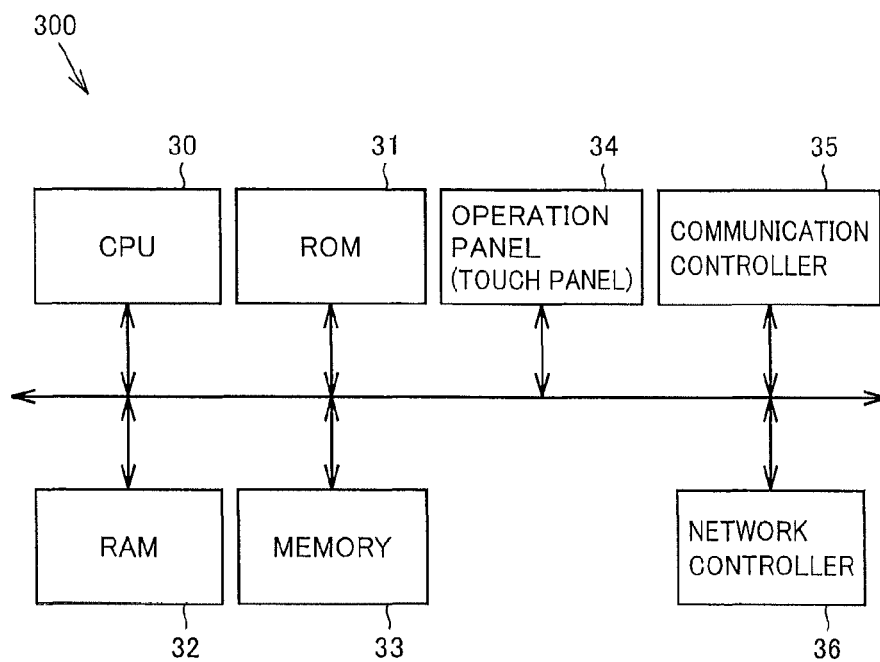 300
30
31
34
35
CPU
ROM
OPERATION
PANEL
(TOUCH PANEL)
COMMUNICATION
CONTROLLER
RAM
MEMORY
NETWORK
CONTROLLER
32
33
36